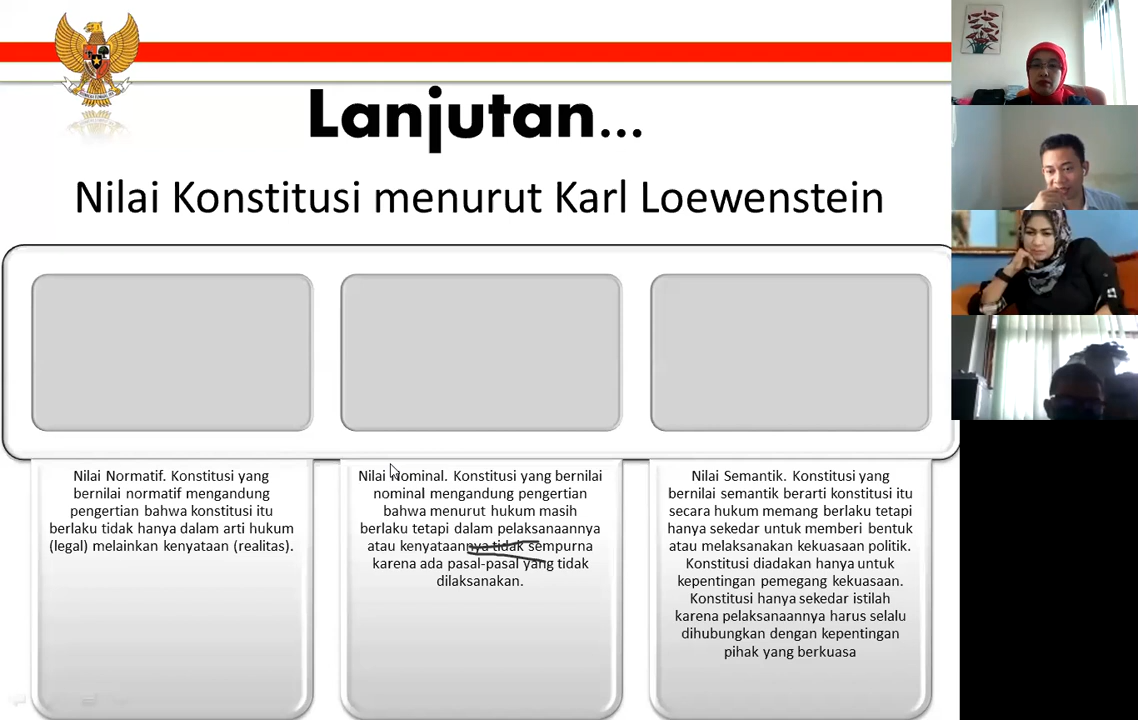 Lanjutan...
Nilai Konstitusi menurut Karl Loewenstein
Nilai Normatif. Konstitusi yang
bernilai normatif mengandung
pengertian bahwa konstitusi itu
berlaku tidak hanya dalam arti hukum
(legal) melainkan kenyataan (realitas).
Nilai Nominal. Konstitusi yang bernilai
nominal mengandung pengertian
bahwa menurut hukum masih
berlaku tetapi dalam pelaksanaannya
atau kenyataannya tidak sempurna
karena ada pasal-pasal yang tidak
dilaksanakan.
Nilai Semantik. Konstitusi yang
bernilai semantik berarti konstitusi itu
secara hukum memang berlaku tetapi
hanya sekedar untuk memberi bentuk
atau melaksanakan kekuasaan politik.
Konstitusi diadakan hanya untuk
kepentingan pemegang kekuasaan.
Konstitusi hanya sekedar istilah
karena pelaksanaannya harus selalu
dihubungkan dengan kepentingan
pihak yang berkuasa